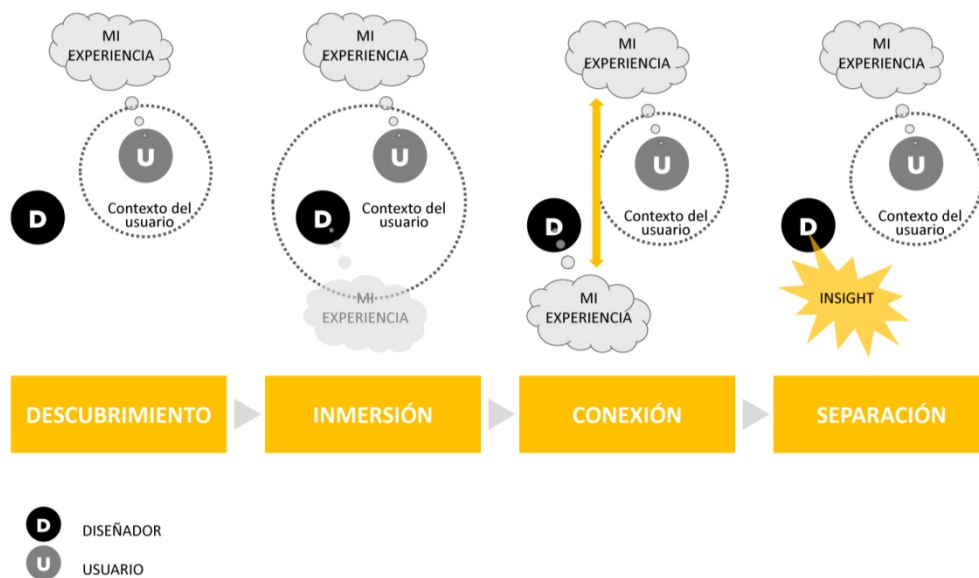 MI
EXPERIENCIA
U
D
Contexto del
usuario
DESCUBRIMIENTO
MI
EXPERIENCIA
U
D
Contexto del
usuario
MI
EXPERIENCIA
INMERSIÓN
MI
EXPERIENCIA
U
D
Contexto del
usuario
MI
EXPERIENCIA
CONEXIÓN
MI
EXPERIENCIA
U
D
Contexto del
usuario
INSIGHT
SEPARACIÓN
D DISEÑADOR
U USUARIO